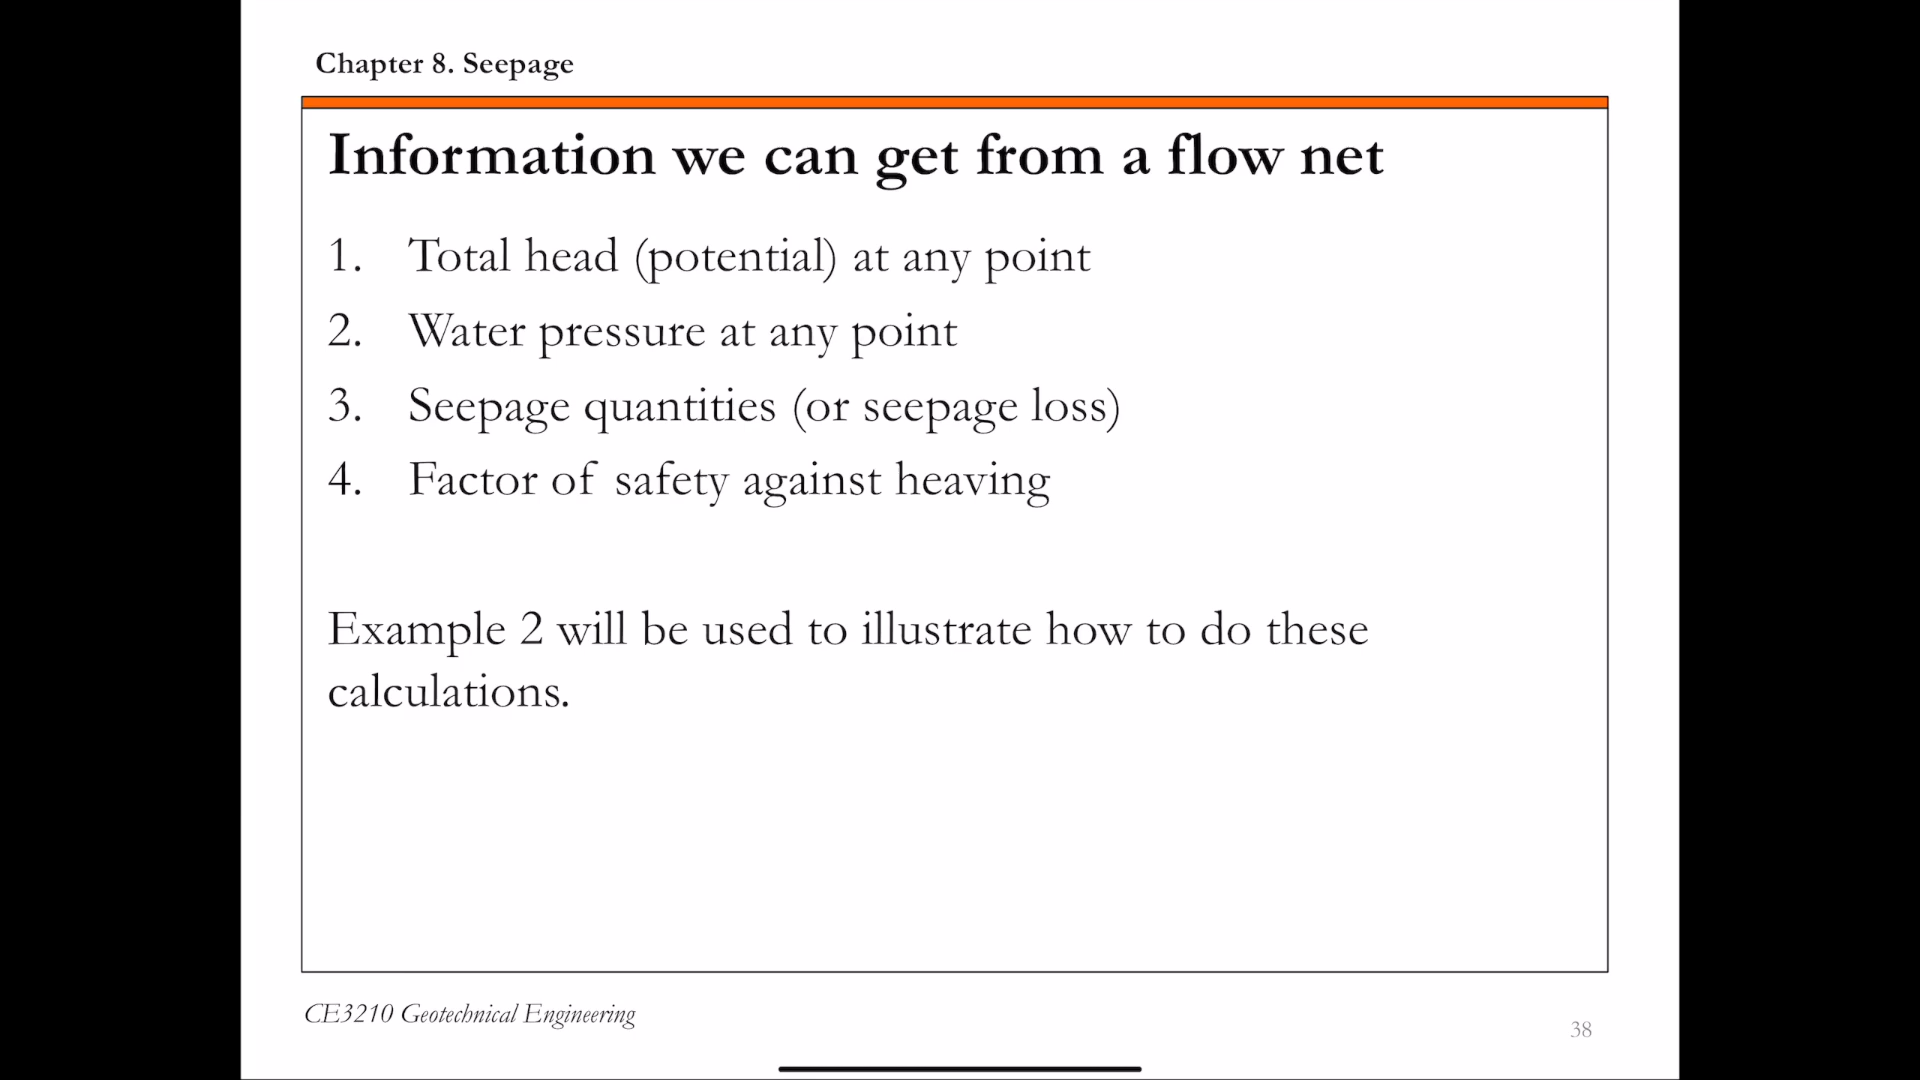 Chapter 8. Seepage
Information we can get from a flow net
1. Total head (potential) at any point
2. Water pressure at any point
3. Seepage quantities (or seepage loss)
4. Factor of safety against heaving
Example 2 will be used to illustrate how to do these
calculations.
CE3210 Geotechnical Engineering
38